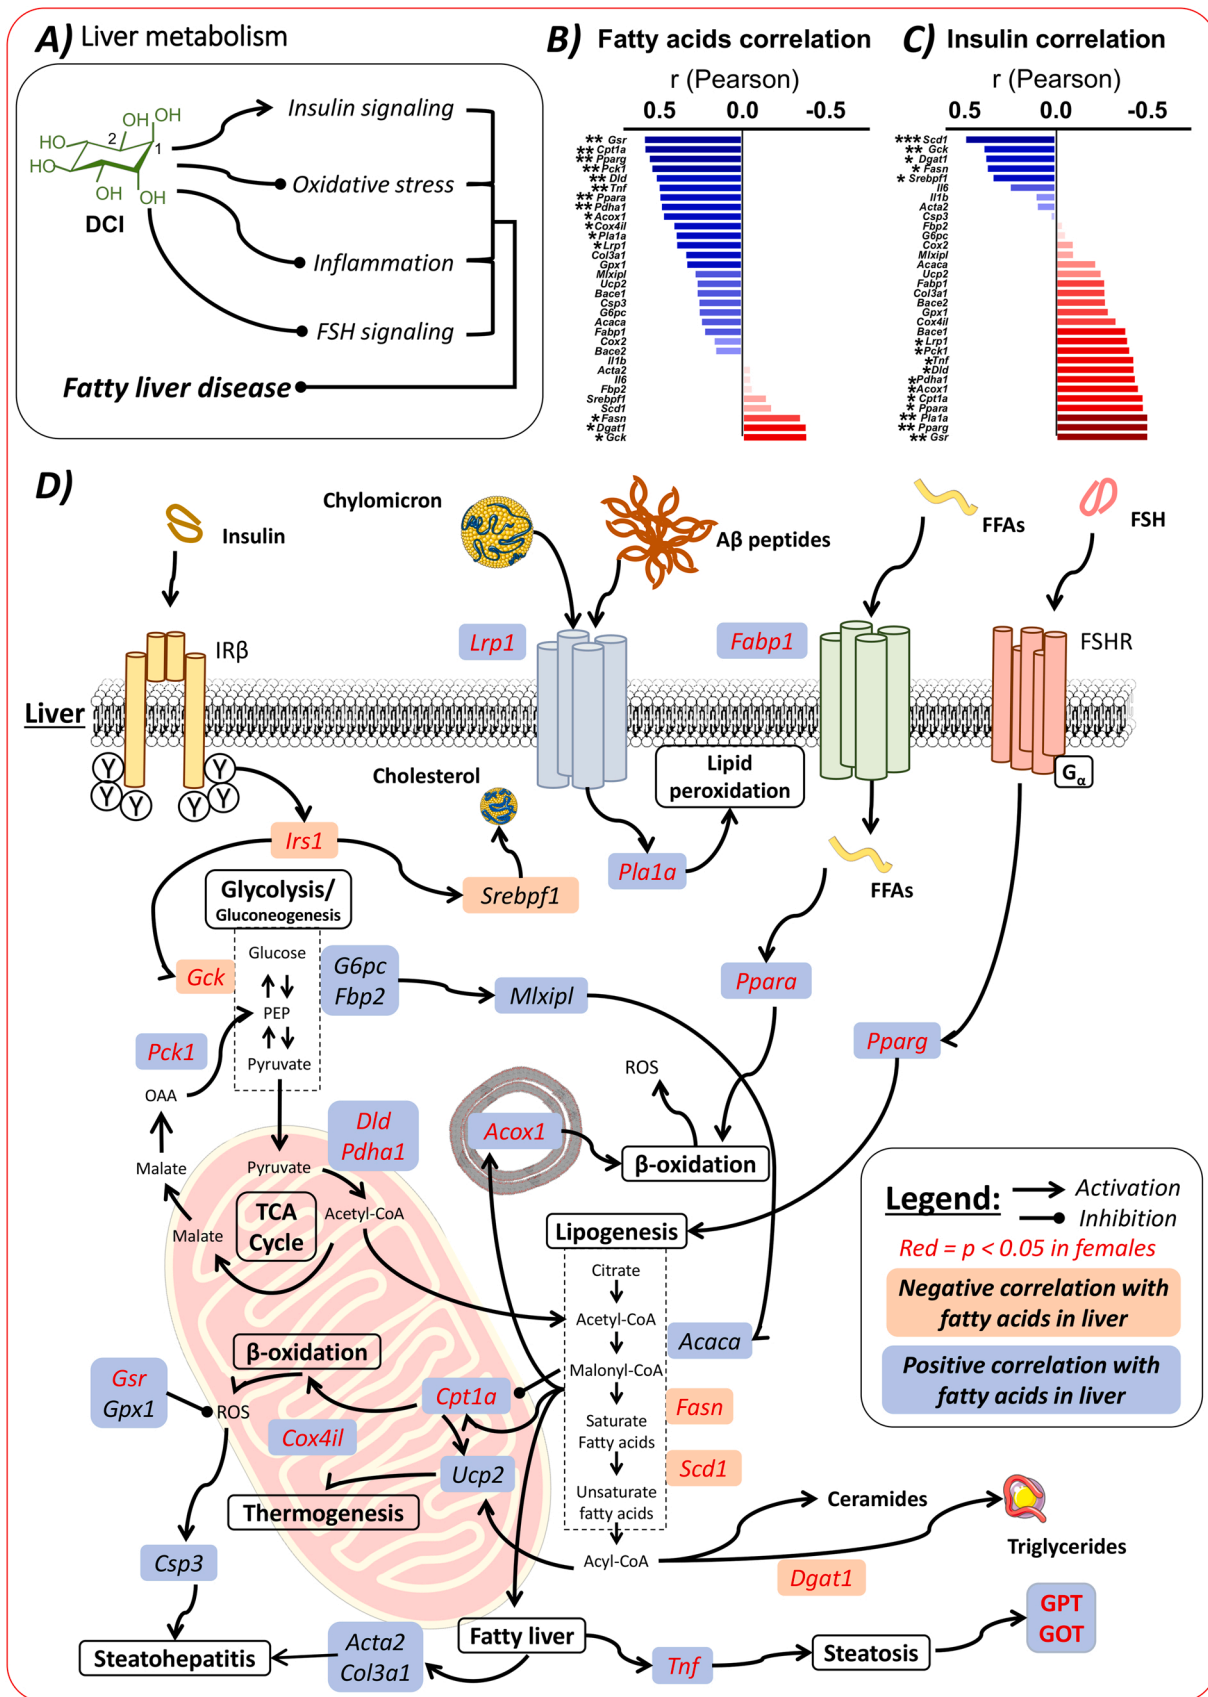 A) Liver metabolism
OH
OH
OH
HO
2
1
HO
HO
OH
OH
DCI
Insulin signaling
Oxidative stress
Inflammation
FSH signaling
Fatty liver disease
B) Fatty acids correlation
r (Pearson)
0.5 0.0 -0.5
** Gsr
** Cpt1a
** Pparg
** Pck1
** Dld
** Tnf
** Ppara
** Pdha1
* Acox1
* Cox4il
* Pla1a
* Lrp1
Col3a1
Gpx1
Mlxipl
Ucp2
Bace1
Csp3
G6pc
Acaca
Fabp1
Cox2
Bace2
Il1b
Acta2
Il6
Fbp2
Srebpf1
Scd1
* Fasn
* Dgat1
* Gck
C) Insulin correlation
r (Pearson)
0.5 0.0 -0.5
*** Scd1
** Gck
* Dgat1
* Fasn
* Srebpf1
Il6
Il1b
Acta2
Csp3
Fbp2
G6pc
Cox2
Mlxipl
Acaca
Ucp2
Fabp1
Col3a1
Bace2
Gpx1
Cox4il
Bace1
* Lrp1
* Pck1
* Tnf
* Dld
* Pdha1
* Acox1
* Cpt1a
* Ppara
** Pla1a
** Pparg
** Gsr
D)
Insulin
Chylomicron
Aβ peptides
FFAs
FSH
IRβ
Lrp1
Fabp1
FSHR
Liver
Y
Y
Y
Y
Y
Y
Gα
Cholesterol
Lipid
peroxidation
Irs1
Srebpf1
Pla1a
FFAs
Glycolysis/
Gluconeogenesis
Glucose
PEP
Pyruvate
Gck
G6pc
Fbp2
Mlxipl
Ppara
Pparg
Pck1
OAA
Malate
Malate
Dld
Pdha1
Pyruvate
Acetyl-CoA
TCA
Cycle
ROS
Acox1
β-oxidation
Lipogenesis
Citrate
Acetyl-CoA
Malonyl-CoA
Saturate
Fatty acids
Unsaturate
fatty acids
Acyl-CoA
Acaca
Fasn
Scd1
Legend:
Activation
Inhibition
Red = p < 0.05 in females
Negative correlation with
fatty acids in liver
Positive correlation with
fatty acids in liver
β-oxidation
Gsr
Gpx1
ROS
Cpt1a
Cox4il
Ucp2
Thermogenesis
Ceramides
Triglycerides
Dgat1
Csp3
Steatohepatitis
Acta2
Col3a1
Fatty liver
Tnf
Steatosis
GPT
GOT